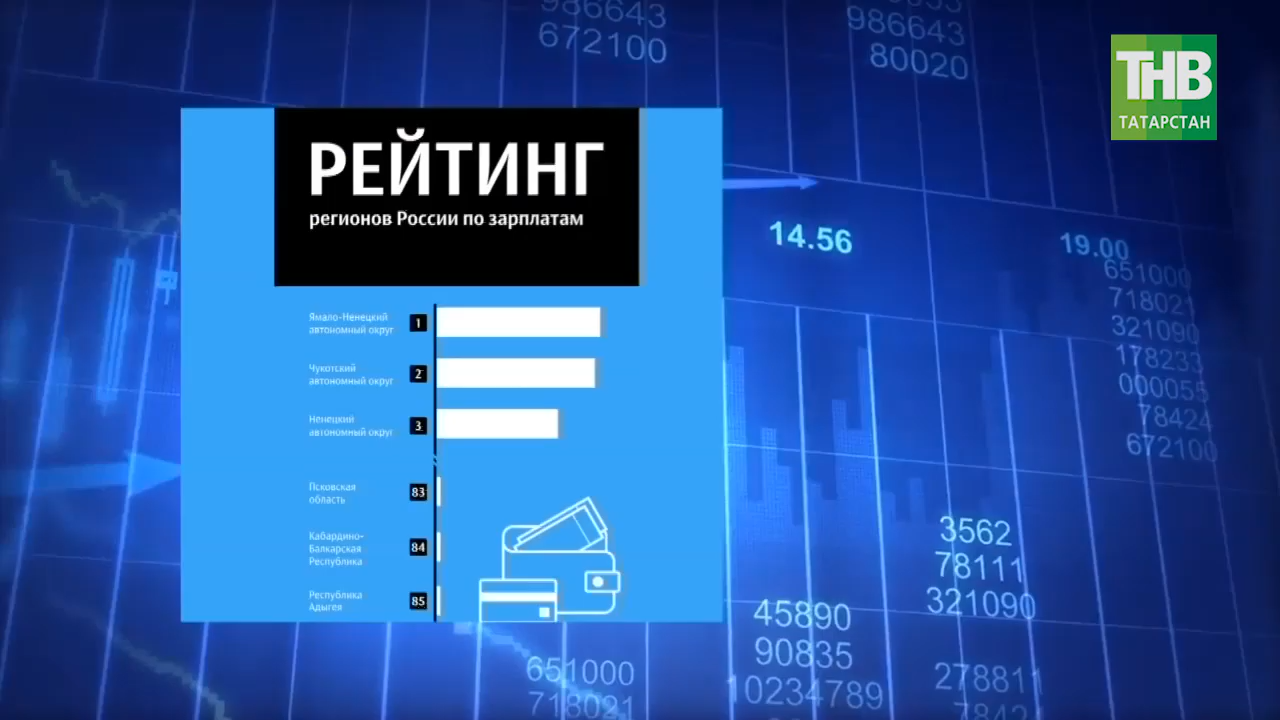 986643
672100
986643
80020
ТНВ
ТАТАРСТАН
РЕЙТИНГ
регионов России по зарплатам
14.56
19.00
651000
718021
321090
178233
000055
78424
672100
Ямало-Ненецкий
автономный округ
1
Чукотский
автономный округ
2
Ненецкий
автономный округ
3
Псковская
область
83
Кабардино-
Балкарская
Республика
84
Республика
Адыгея
85
3562
78111
321090
45890
90835
10234789
651000
718021
278811
78424